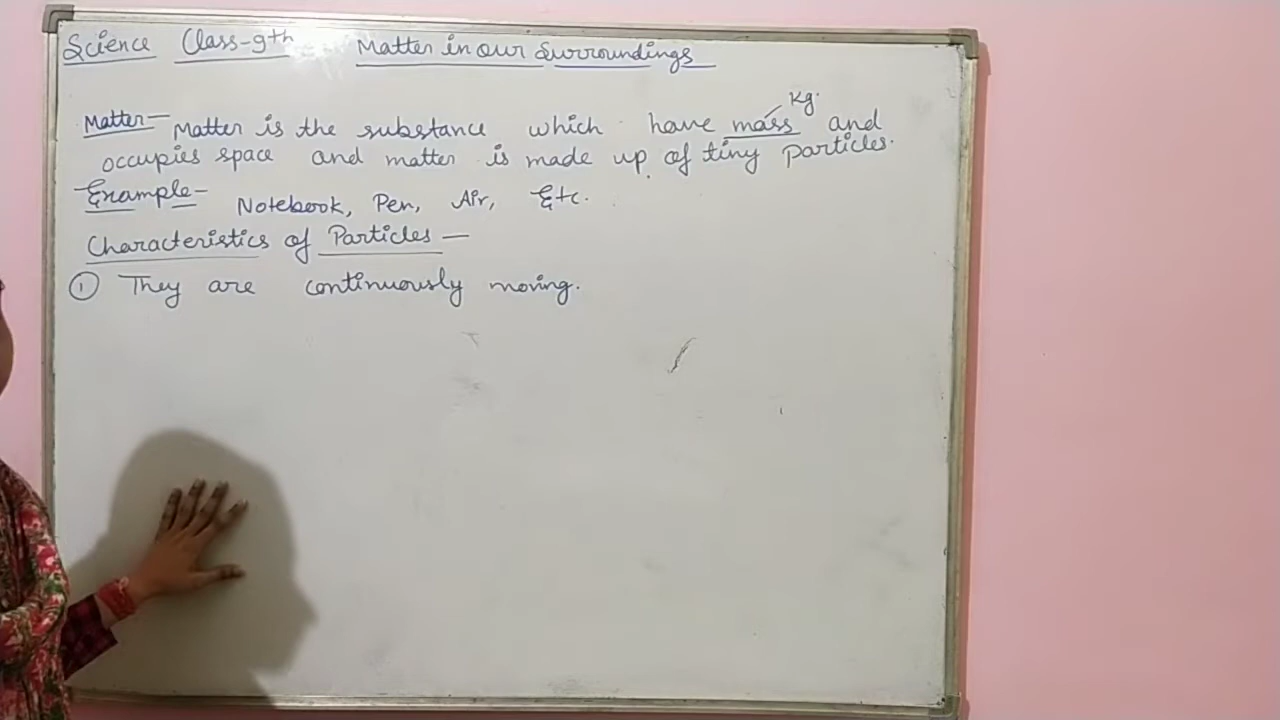 Science Class-9th Matter in our Surroundings
Kg.
Matter- Matter is the substance which have mass and
occupies space and matter is made up of tiny particles.
Example- Notebook, Pen, Air, Etc.
Characteristics of Particles —
① They are continuously moving.